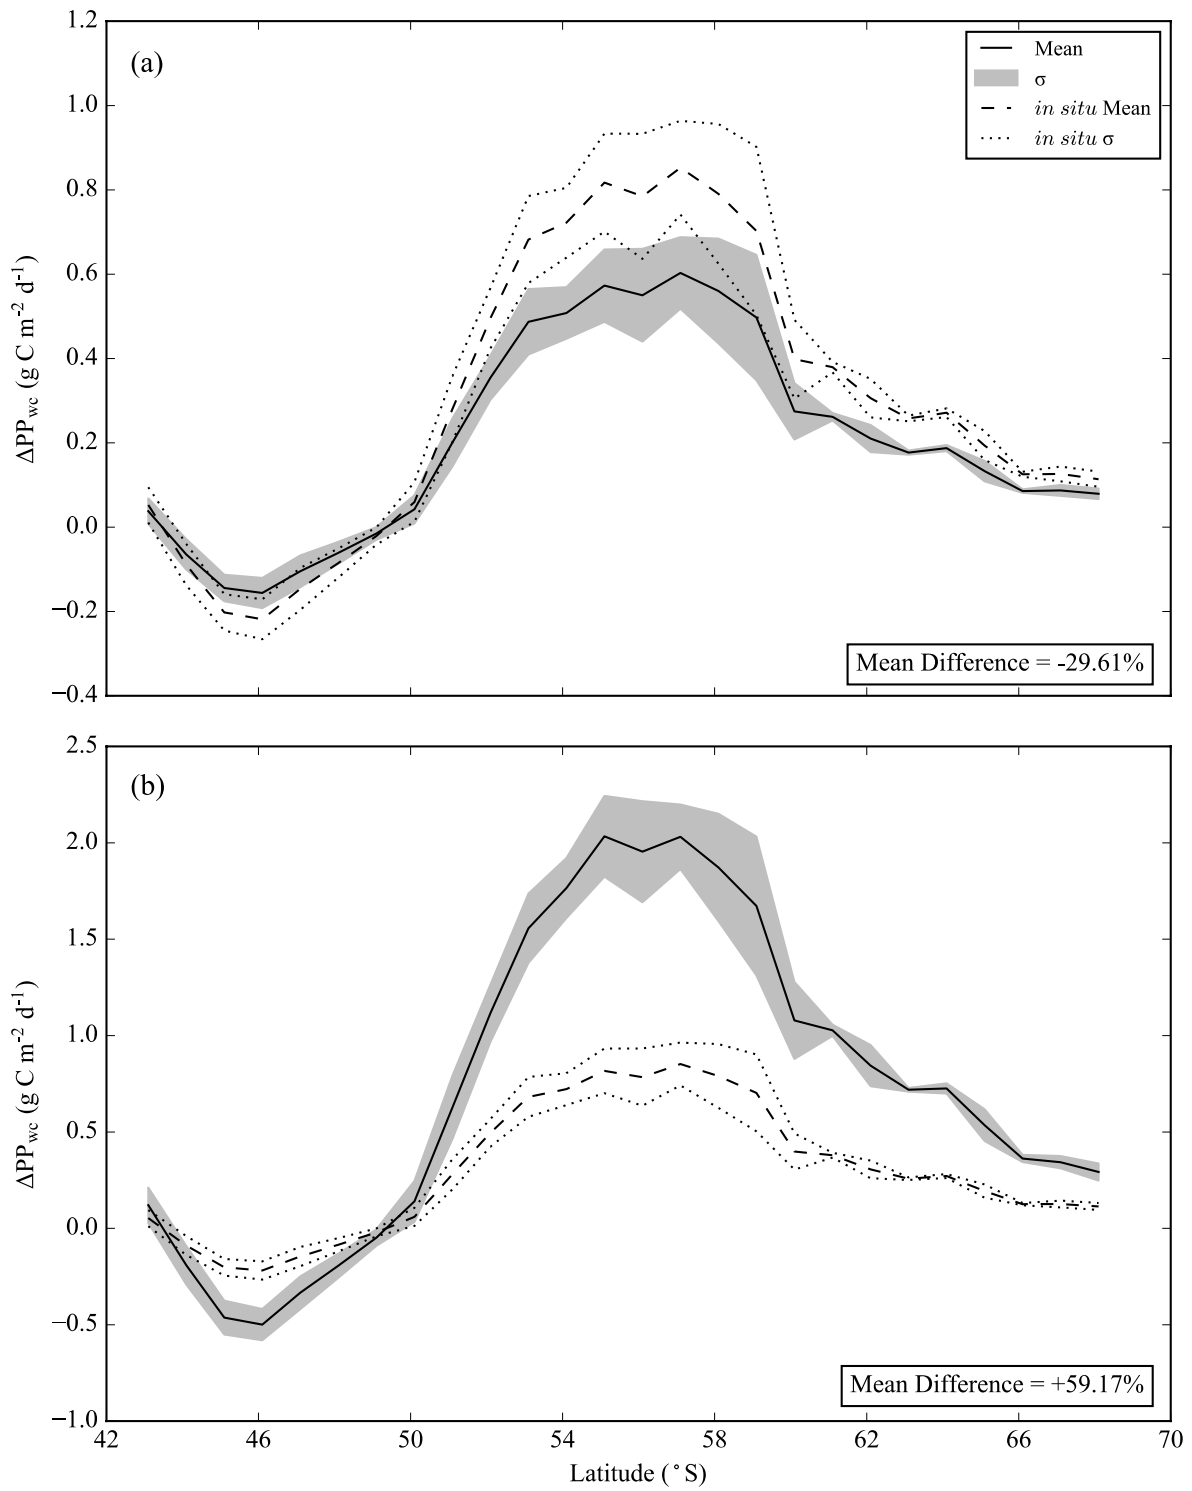 1.2
(a)
Mean
σ
in situ Mean
in situ σ
1.0
0.8
0.6
0.4
0.2
0.0
−0.2
−0.4
ΔPPwc (g C m-2 d-1)
Mean Difference = -29.61%
2.5
(b)
2.0
1.5
1.0
0.5
0.0
−0.5
−1.0
ΔPPwc (g C m-2 d-1)
Mean Difference = +59.17%
42 46 50 54 58 62 66 70
Latitude (°S)